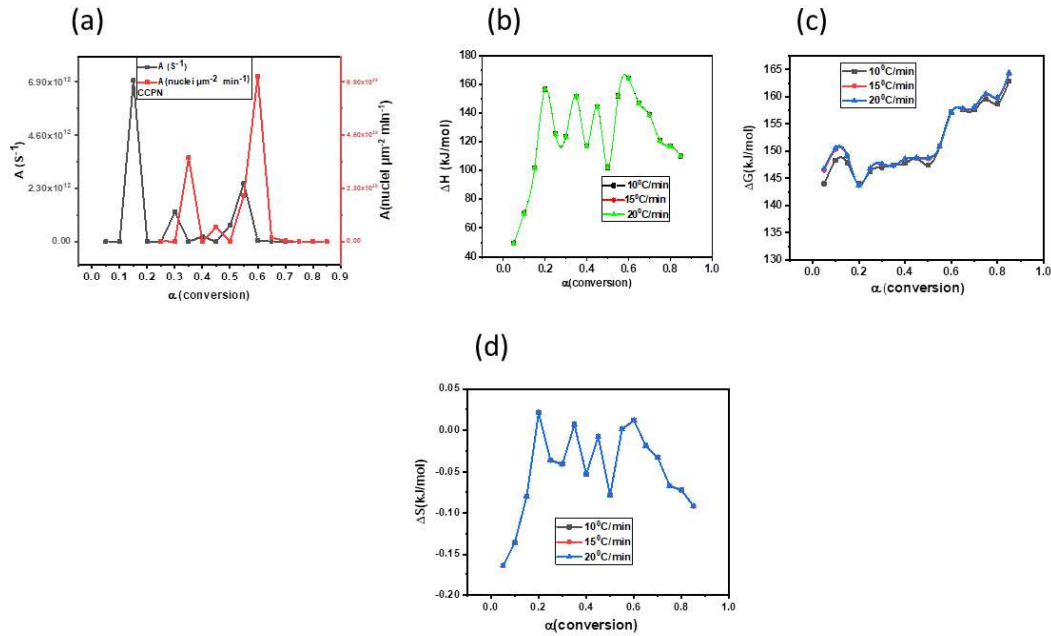 (a)
A (S⁻¹)
A(nuclei µm⁻² min⁻¹)
CCPN
6.90x10¹²
4.60x10¹²
2.30x10¹²
0.00
A (S⁻¹)
4.60x10²³
0.00
A(nuclei µm⁻² mIn⁻¹)
0.0 0.1 0.2 0.3 0.4 0.5 0.6 0.7 0.8 0.9
α (conversion)
(b)
180
160
140
120
100
80
60
40
ΔH (kJ/mol)
10⁰C/min
15⁰C/min
20⁰C/min
0.0 0.2 0.4 0.6 0.8 1.0
α(conversion)
(c)
165
160
155
150
145
140
135
130
ΔG(kJ/mol)
10⁰C/min
15⁰C/min
20⁰C/min
0.0 0.2 0.4 0.6 0.8 1.0
α (conversion)
(d)
0.05
0.00
-0.05
-0.10
-0.15
-0.20
ΔS(kJ/mol)
10⁰C/min
15⁰C/min
20⁰C/min
0.0 0.2 0.4 0.6 0.8 1.0
α(conversion)